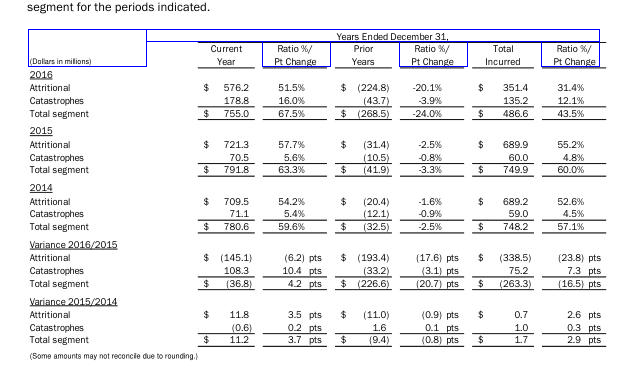 segment for the periods indicated.
Years Ended December 31,
Current Ratio %/ Prior Ratio %/ Total Ratio %/
(Dollars in millions) Year Pt Change Years Pt Change Incurred Pt Change
2016
Attritional $ 576.2 51.5% $ (224.8) -20.1% $ 351.4 31.4%
Catastrophes 178.8 16.0% (43.7) -3.9% 135.2 12.1%
Total segment $ 755.0 67.5% $ (268.5) -24.0% $ 486.6 43.5%
2015
Attritional $ 721.3 57.7% $ (31.4) -2.5% $ 689.9 55.2%
Catastrophes 70.5 5.6% (10.5) -0.8% 60.0 4.8%
Total segment $ 791.8 63.3% $ (41.9) -3.3% $ 749.9 60.0%
2014
Attritional $ 709.5 54.2% $ (20.4) -1.6% $ 689.2 52.6%
Catastrophes 71.1 5.4% (12.1) -0.9% 59.0 4.5%
Total segment $ 780.6 59.6% $ (32.5) -2.5% $ 748.2 57.1%
Variance 2016/2015
Attritional $ (145.1) (6.2) pts $ (193.4) (17.6) pts $ (338.5) (23.8) pts
Catastrophes 108.3 10.4 pts (33.2) (3.1) pts 75.2 7.3 pts
Total segment $ (36.8) 4.2 pts $ (226.6) (20.7) pts $ (263.3) (16.5) pts
Variance 2015/2014
Attritional $ 11.8 3.5 pts $ (11.0) (0.9) pts $ 0.7 2.6 pts
Catastrophes (0.6) 0.2 pts 1.6 0.1 pts 1.0 0.3 pts
Total segment $ 11.2 3.7 pts $ (9.4) (0.8) pts $ 1.7 2.9 pts
(Some amounts may not reconcile due to rounding.)